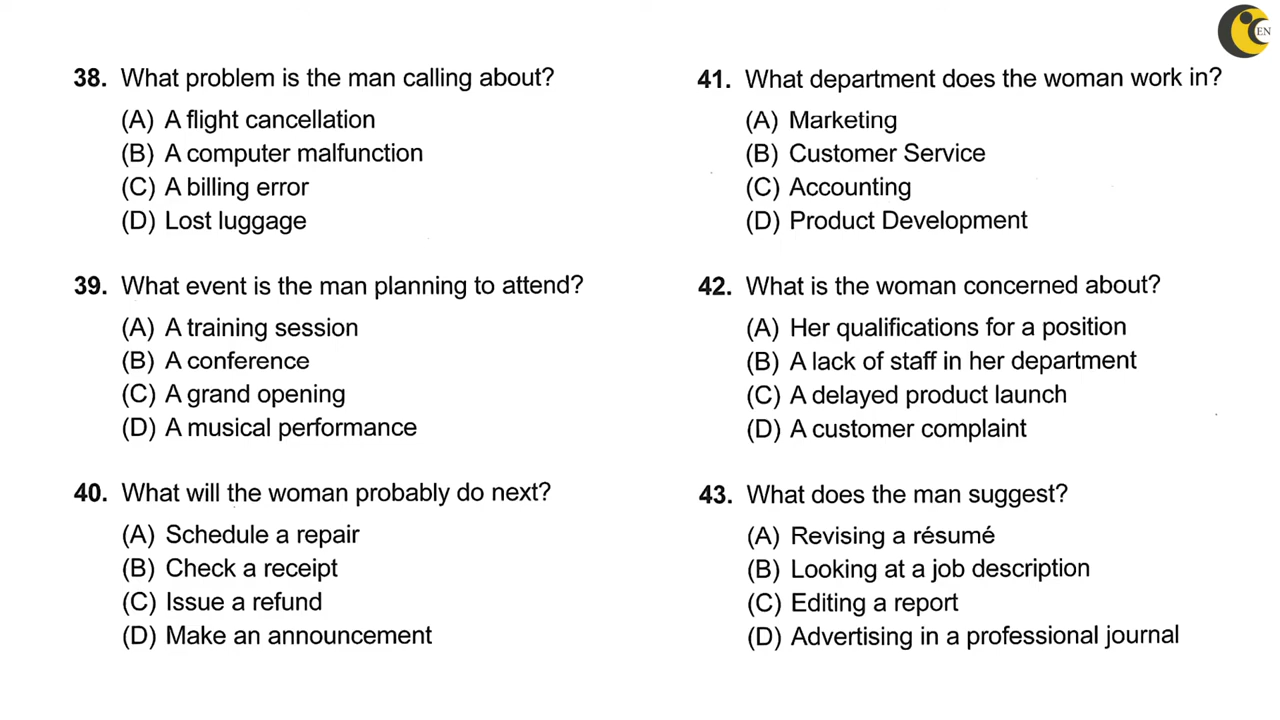 EN
38. What problem is the man calling about?
(A) A flight cancellation
(B) A computer malfunction
(C) A billing error
(D) Lost luggage
39. What event is the man planning to attend?
(A) A training session
(B) A conference
(C) A grand opening
(D) A musical performance
40. What will the woman probably do next?
(A) Schedule a repair
(B) Check a receipt
(C) Issue a refund
(D) Make an announcement
41. What department does the woman work in?
(A) Marketing
(B) Customer Service
(C) Accounting
(D) Product Development
42. What is the woman concerned about?
(A) Her qualifications for a position
(B) A lack of staff in her department
(C) A delayed product launch
(D) A customer complaint
43. What does the man suggest?
(A) Revising a résumé
(B) Looking at a job description
(C) Editing a report
(D) Advertising in a professional journal